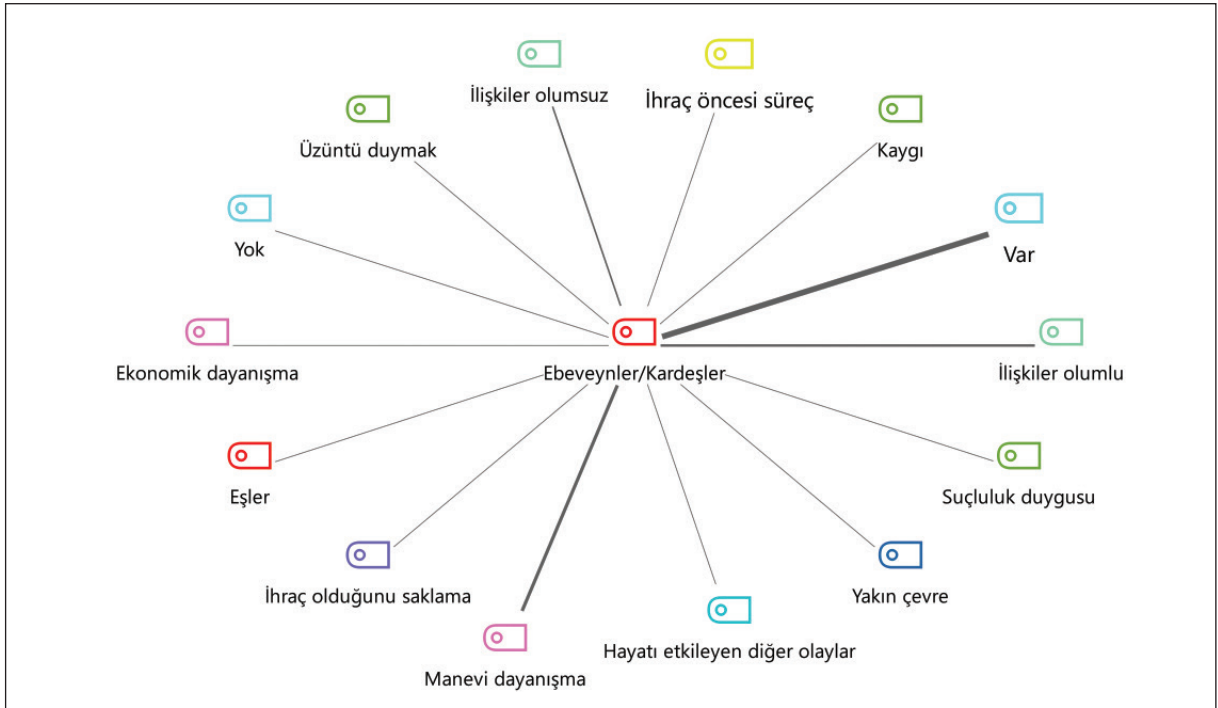 İlişkiler olumsuz
İhraç öncesi süreç
Üzüntü duymak
Kaygı
Yok
Var
Ekonomik dayanışma
Ebeveynler/Kardeşler
İlişkiler olumlu
Eşler
Suçluluk duygusu
İhraç olduğunu saklama
Yakın çevre
Manevi dayanışma
Hayatı etkileyen diğer olaylar